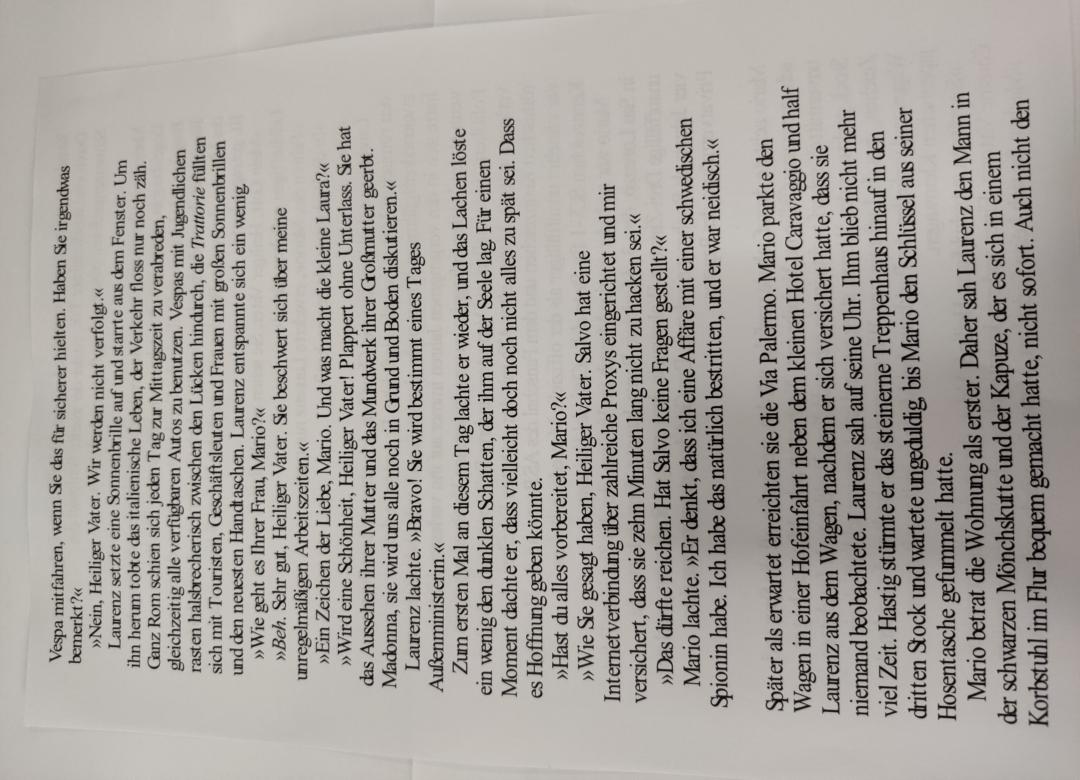 Vespa mitfahren, wenn Sie das für sicherer hielten. Haben Sie irgendwas
bemerkt?«
»Nein, Heiliger Vater. Wir werden nicht verfolgt.«
Laurenz setzte eine Sonnenbrille auf und starrte aus dem Fenster. Um
ihn herum tobte das italienische Leben, der Verkehr floss nur noch zäh.
Ganz Rom schien sich jeden Tag zur Mittagszeit zu verabreden,
gleichzeitig alle verfügbaren Autos zu benutzen. Vespas mit Jugendlichen
rasten halsbrecherisch zwischen den Lücken hindurch, die Trattorie füllten
sich mit Touristen, Geschäftsleuten und Frauen mit großen Sonnenbrillen
und den neuesten Handtaschen. Laurenz entspannte sich ein wenig.
»Wie geht es Ihrer Frau, Mario?«
»Beh. Sehr gut, Heiliger Vater. Sie beschwert sich über meine
unregelmäßigen Arbeitszeiten.«
»Ein Zeichen der Liebe, Mario. Und was macht die kleine Laura?«
»Wird eine Schönheit, Heiliger Vater! Plappert ohne Unterlass. Sie hat
das Aussehen ihrer Mutter und das Mundwerk ihrer Großmutter geerbt.
Madonna, sie wird uns alle noch in Grund und Boden diskutieren.«
Laurenz lachte. »Bravo! Sie wird bestimmt eines Tages
Außenministerin.«
Zum ersten Mal an diesem Tag lachte er wieder, und das Lachen löste
ein wenig den dunklen Schatten, der ihm auf der Seele lag. Für einen
Moment dachte er, dass vielleicht doch noch nicht alles zu spät sei. Dass
es Hoffnung geben könnte.
»Hast du alles vorbereitet, Mario?«
»Wie Sie gesagt haben, Heiliger Vater. Salvo hat eine
Internetverbindung über zahlreiche Proxys eingerichtet und mir
versichert, dass sie zehn Minuten lang nicht zu hacken sei.«
»Das dürfte reichen. Hat Salvo keine Fragen gestellt?«
Mario lachte. »Er denkt, dass ich eine Affäre mit einer schwedischen
Spionin habe. Ich habe das natürlich bestritten, und er war neidisch.«
Später als erwartet erreichten sie die Via Palermo. Mario parkte den
Wagen in einer Hofeinfahrt neben dem kleinen Hotel Caravaggio und half
Laurenz aus dem Wagen, nachdem er sich versichert hatte, dass sie
niemand beobachtete. Laurenz sah auf seine Uhr. Ihm blieb nicht mehr
viel Zeit. Hastig stürmte er das steinerne Treppenhaus hinauf in den
dritten Stock und wartete ungeduldig, bis Mario den Schlüssel aus seiner
Hosentasche gefummelt hatte.
Mario betrat die Wohnung als erster. Daher sah Laurenz den Mann in
der schwarzen Mönchskutte und der Kapuze, der es sich in einem
Korbstuhl im Flur bequem gemacht hatte, nicht sofort. Auch nicht den